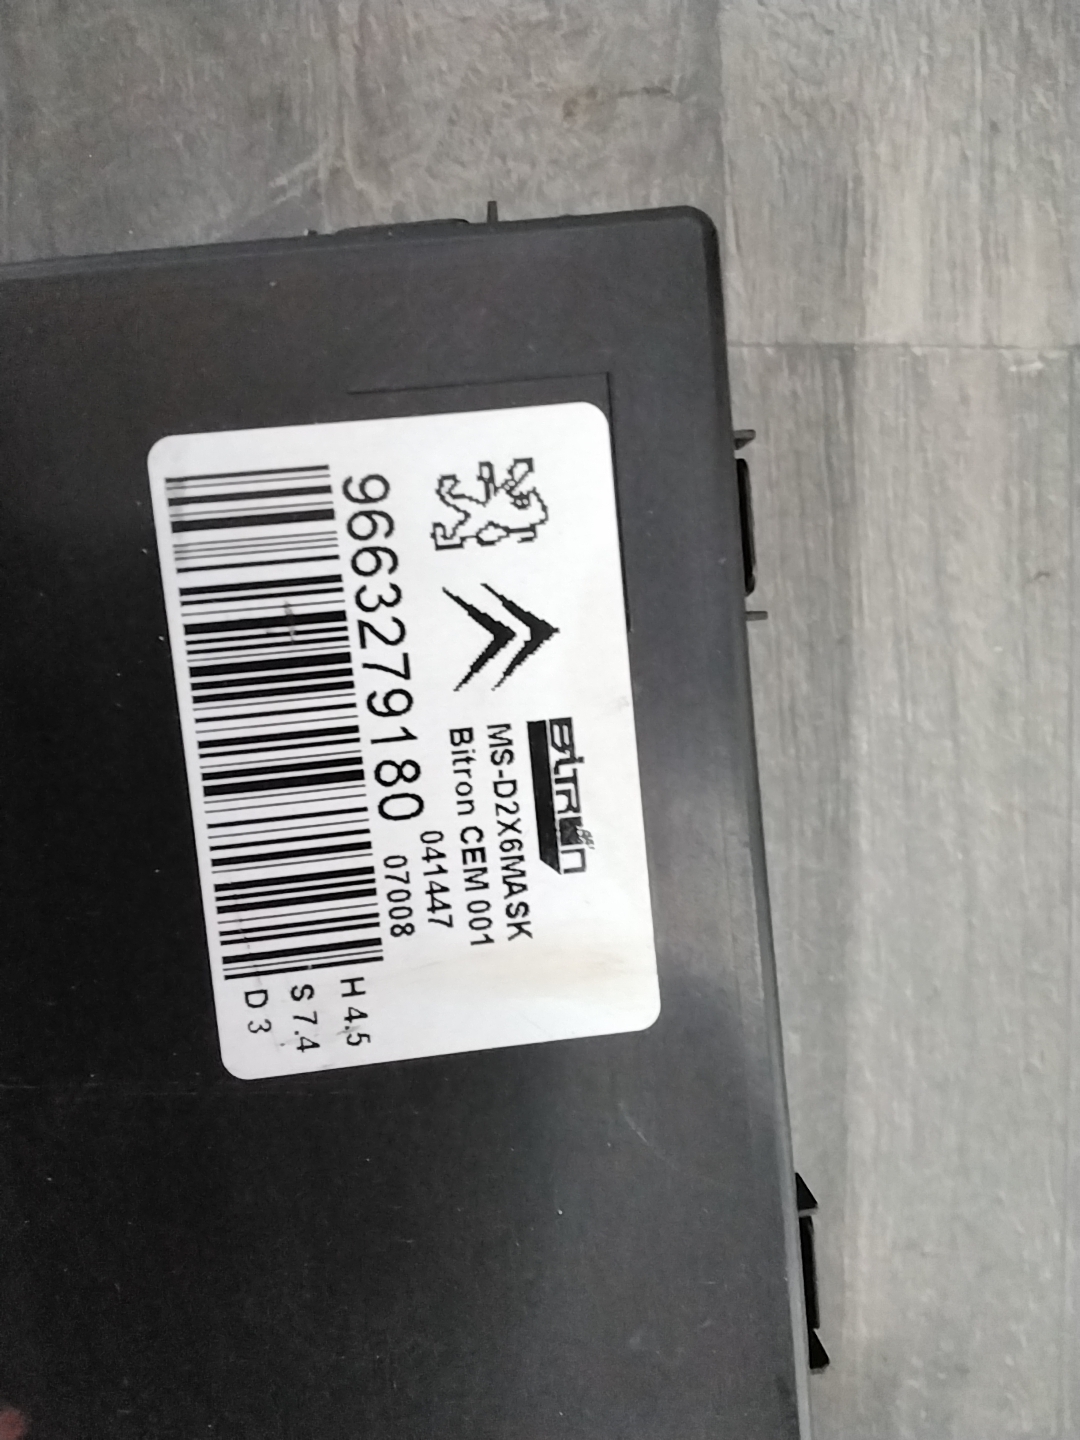 BITRON
MS-D2X6MASK
Bitron CEM 001
041447
07008
9663279180
H 4.5
S 7.4
D 3